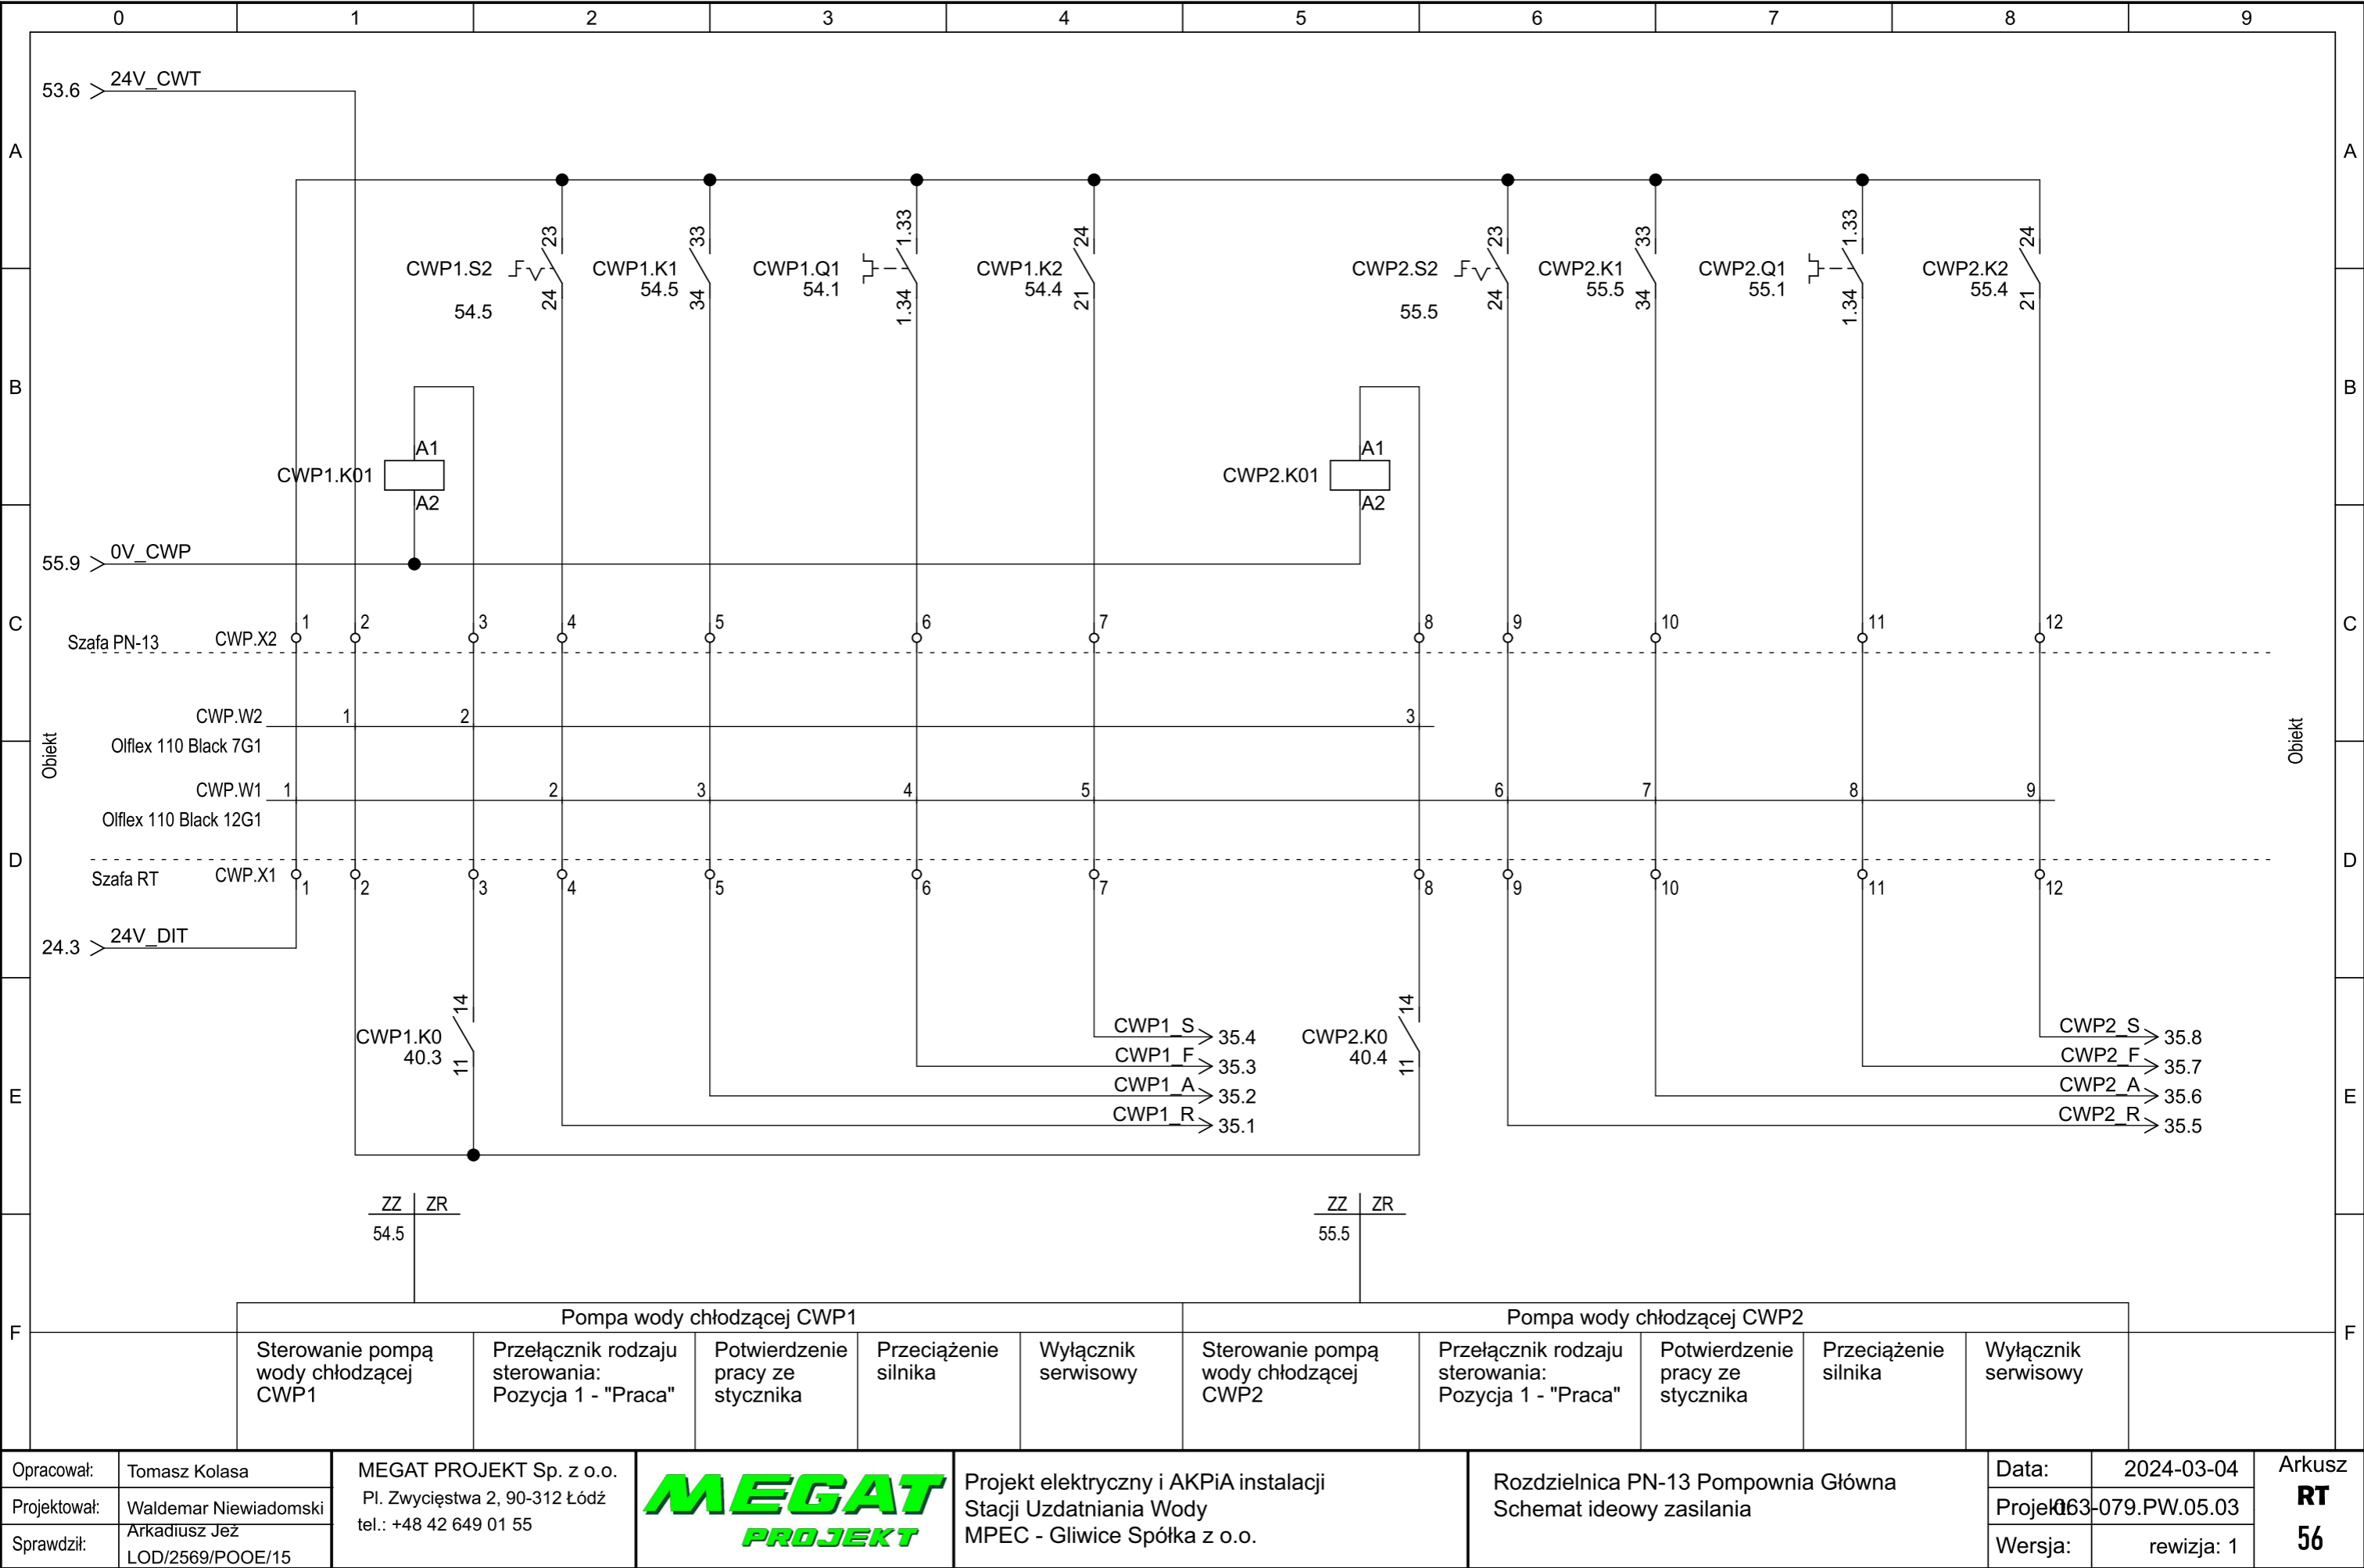 0 1 2 3 4 5 6 7 8 9
53.6 24V_CWT
A A
23 33 1.33 24 23 33 1.33 24
CWP1.S2 CWP1.K1 CWP1.Q1 CWP1.K2 CWP2.S2 CWP2.K1 CWP2.Q1 CWP2.K2
54.5 54.1 54.4 55.5 55.1 55.4
24 34 1.34 21 24 34 1.34 21
54.5 55.5
B B
A1 A1
CWP1.K01 CWP2.K01
A2 A2
55.9 0V_CWP
C 1 2 3 4 5 6 7 8 9 10 11 12 C
Szafa PN-13 CWP.X2
CWP.W2 1 2 3
Obiekt Olflex 110 Black 7G1 Obiekt
CWP.W1 1 2 3 4 5 6 7 8 9
Olflex 110 Black 12G1
D D
Szafa RT CWP.X1 1 2 3 4 5 6 7 8 9 10 11 12
24.3 24V_DIT
14 14
CWP1.K0 CWP1_S 35.4 CWP2.K0 CWP2_S 35.8
40.3 CWP1_F 35.3 40.4 CWP2_F 35.7
11 11
E CWP1_A 35.2 CWP2_A 35.6 E
CWP1_R 35.1 CWP2_R 35.5
ZZ ZR ZZ ZR
54.5 55.5
F F
Pompa wody chłodzącej CWP1 Pompa wody chłodzącej CWP2
Sterowanie pompą
wody chłodzącej
CWP1
Przełącznik rodzaju
sterowania:
Pozycja 1 - "Praca"
Potwierdzenie
pracy ze
stycznika
Przeciążenie
silnika
Wyłącznik
serwisowy
Sterowanie pompą
wody chłodzącej
CWP2
Przełącznik rodzaju
sterowania:
Pozycja 1 - "Praca"
Potwierdzenie
pracy ze
stycznika
Przeciążenie
silnika
Wyłącznik
serwisowy
Opracował: Tomasz Kolasa
Projektował: Waldemar Niewiadomski
Sprawdził: Arkadiusz Jeż
LOD/2569/POOE/15
MEGAT PROJEKT Sp. z o.o.
Pl. Zwycięstwa 2, 90-312 Łódź
tel.: +48 42 649 01 55
MEGAT
PROJEKT
Projekt elektryczny i AKPiA instalacji
Stacji Uzdatniania Wody
MPEC - Gliwice Spółka z o.o.
Rozdzielnica PN-13 Pompownia Główna
Schemat ideowy zasilania
Data: 2024-03-04
Projekt: 063-079.PW.05.03
Wersja: rewizja: 1
Arkusz
RT
56